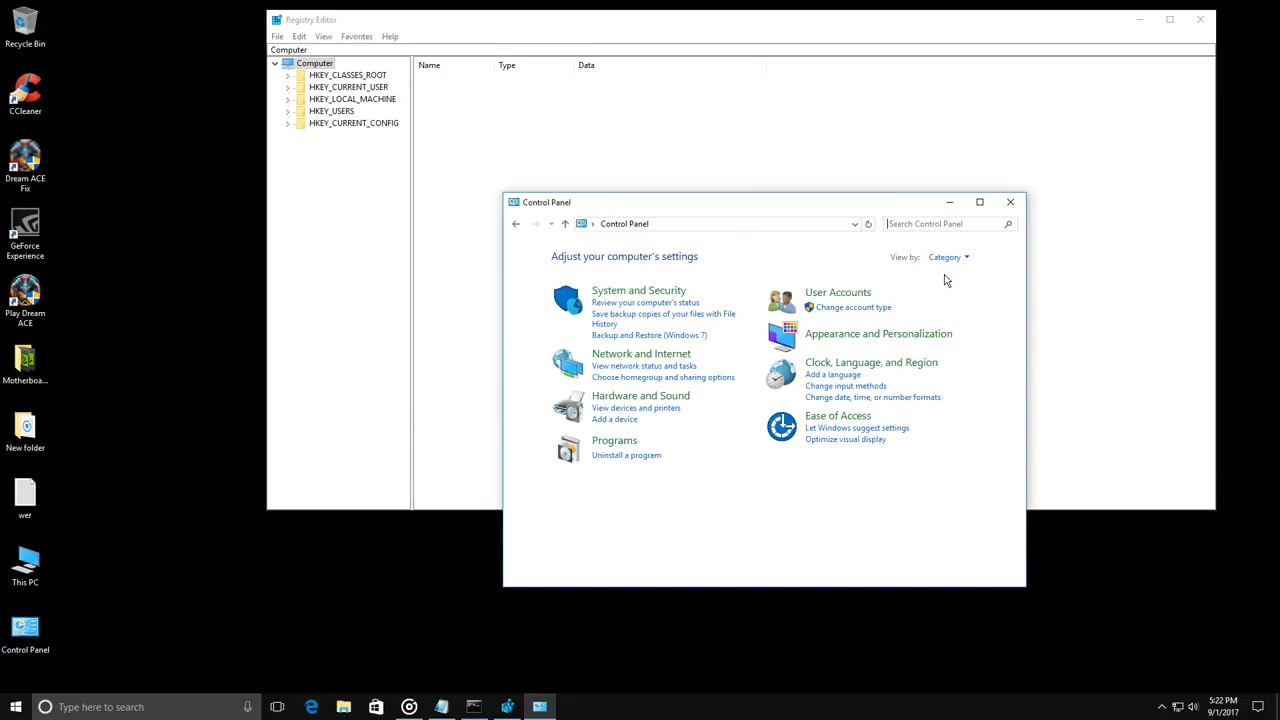 Recycle Bin
CCleaner
Dream ACE
Fix
GeForce
Experience
Play Dream
ACE
Motherboa...
New folder
wer
This PC
Control Panel
Registry Editor
File Edit View Favorites Help
Computer
Computer
HKEY_CLASSES_ROOT
HKEY_CURRENT_USER
HKEY_LOCAL_MACHINE
HKEY_USERS
HKEY_CURRENT_CONFIG
Name Type Data
Control Panel
Control Panel
Search Control Panel
Adjust your computer's settings
View by: Category
System and Security
Review your computer's status
Save backup copies of your files with File
History
Backup and Restore (Windows 7)
Network and Internet
View network status and tasks
Choose homegroup and sharing options
Hardware and Sound
View devices and printers
Add a device
Programs
Uninstall a program
User Accounts
Change account type
Appearance and Personalization
Clock, Language, and Region
Add a language
Change input methods
Change date, time, or number formats
Ease of Access
Let Windows suggest settings
Optimize visual display
Type here to search
5:22 PM
9/1/2017